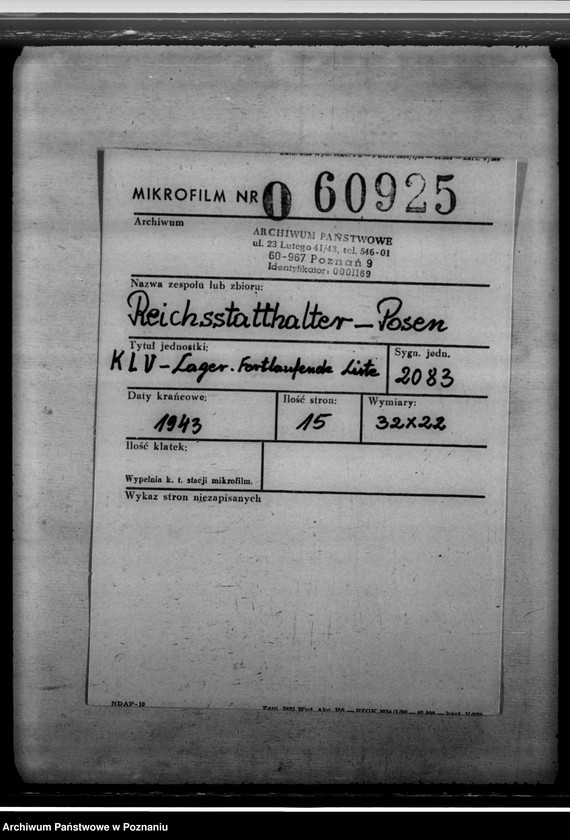 MIKROFILM NR 0 60925
Archiwum
ARCHIWUM PAŃSTWOWE
ul. 23 Lutego 41/43, tel. 546-01
60-967 Poznań 9
Identyfikator: 0001169
Nazwa zespołu lub zbioru:
Reichsstatthalter – Posen
Tytuł jednostki:
KLV – Lager. Fortlaufende Liste
Sygn. jedn.
2083
Daty krańcowe:
1943
Ilość stron:
15
Wymiary:
32x22
Ilość klatek:
Wypełnia k. t. stacji mikrofilm.
Wykaz stron niezapisanych
NDAP-10
Archiwum Państwowe w Poznaniu